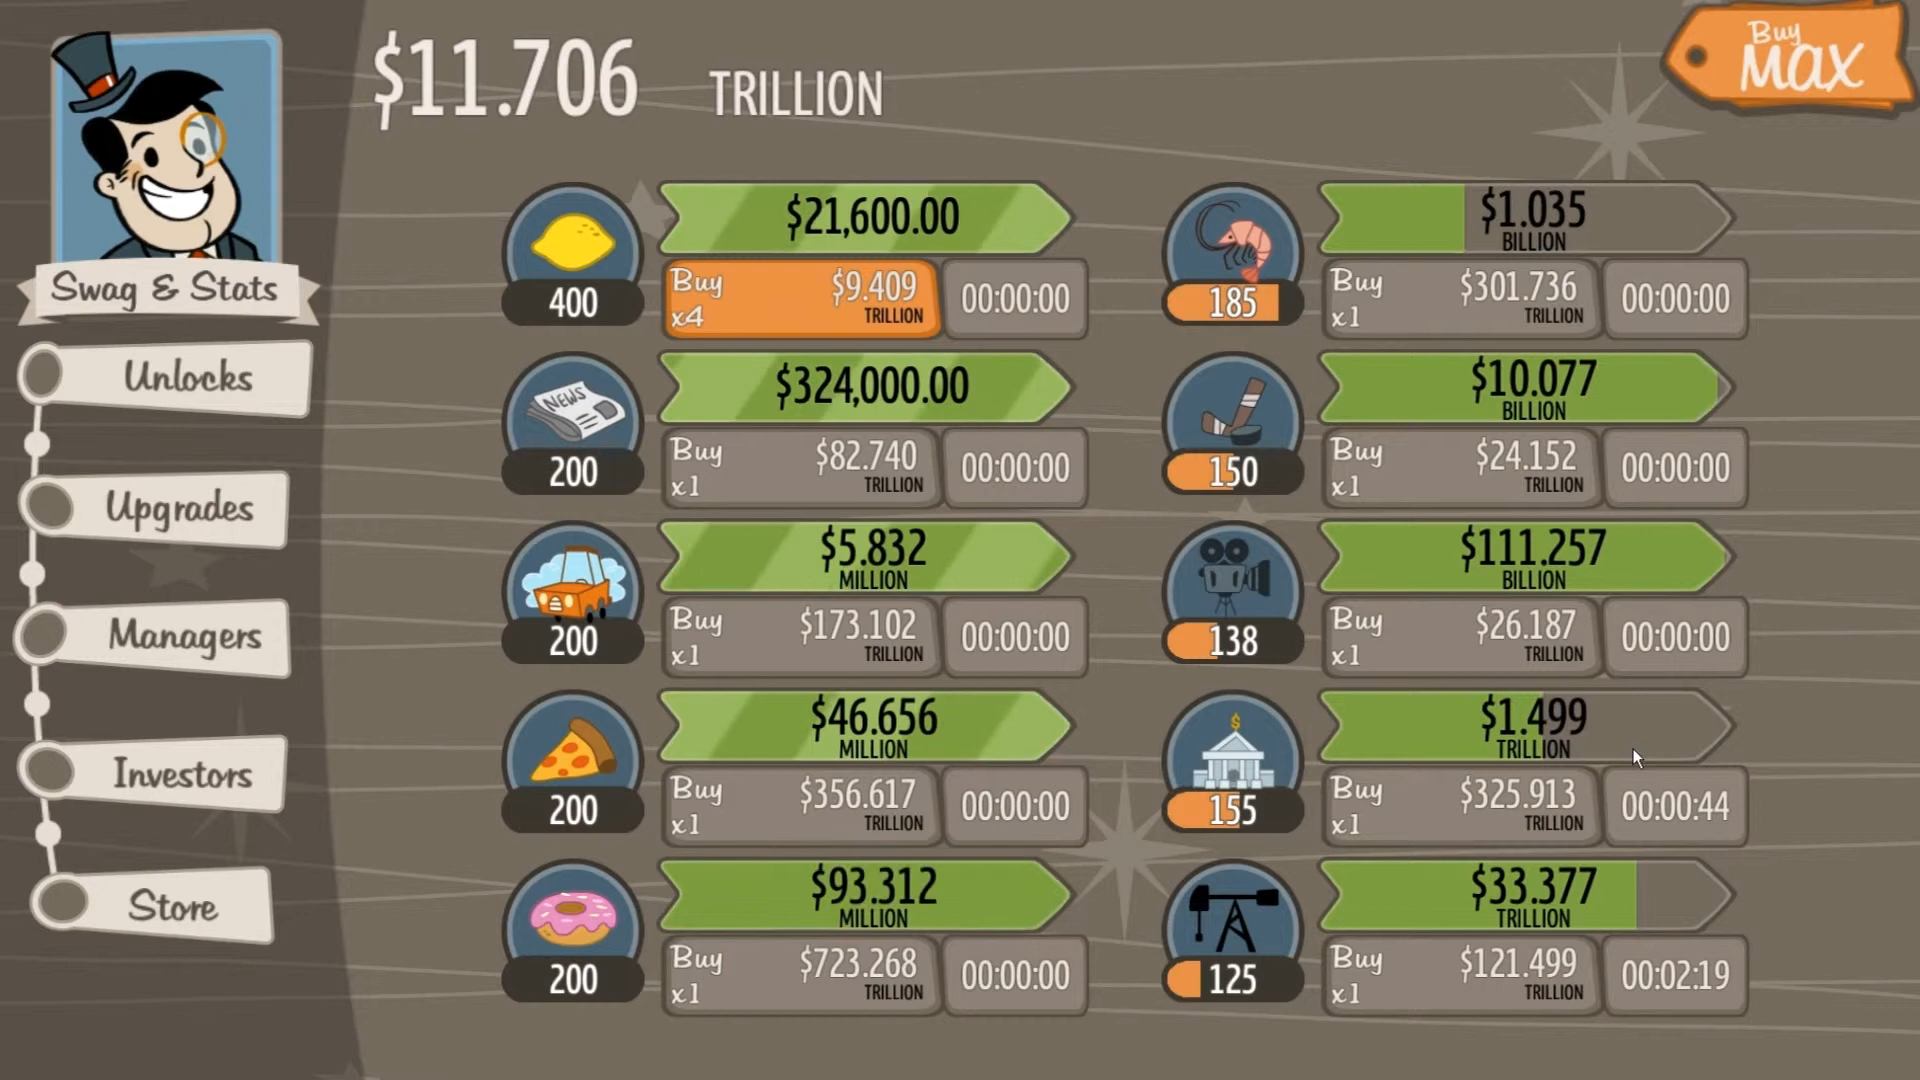 $11.706 TRILLION
Buy
MAX
Swag & Stats
Unlocks
Upgrades
Managers
Investors
Store
$21,600.00
400
Buy x4
$9.409 TRILLION
00:00:00
NEWS
$324,000.00
200
Buy x1
$82.740 TRILLION
00:00:00
$5.832 MILLION
200
Buy x1
$173.102 TRILLION
00:00:00
$46.656 MILLION
200
Buy x1
$356.617 TRILLION
00:00:00
$93.312 MILLION
200
Buy x1
$723.268 TRILLION
00:00:00
$1.035 BILLION
185
Buy x1
$301.736 TRILLION
00:00:00
$10.077 BILLION
150
Buy x1
$24.152 TRILLION
00:00:00
$111.257 BILLION
138
Buy x1
$26.187 TRILLION
00:00:00
$
$1.499 TRILLION
155
Buy x1
$325.913 TRILLION
00:00:44
$33.377 TRILLION
125
Buy x1
$121.499 TRILLION
00:02:19